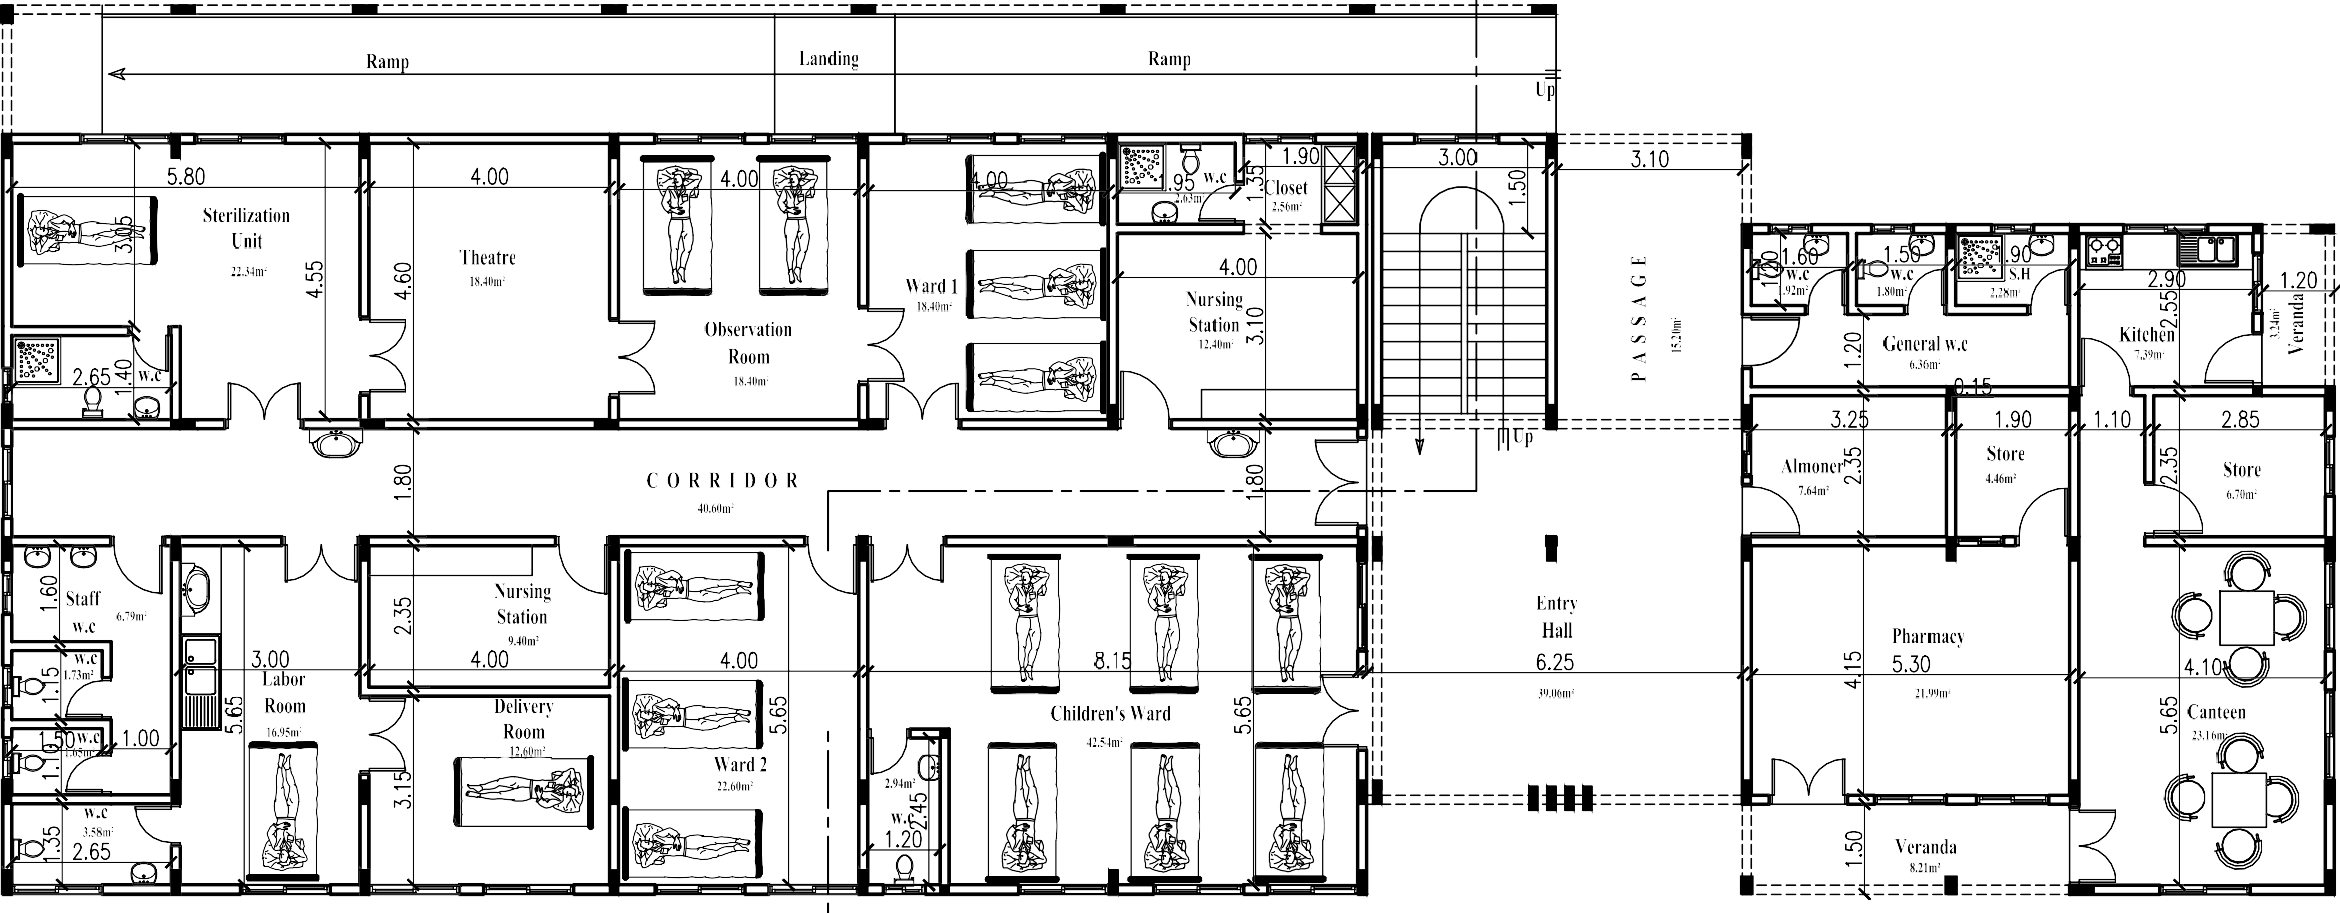 Ramp
Landing
Ramp
Up
5.80
4.00
4.00
4.00
1.90
3.00
3.10
1.50
1.35
.95
w.c
2.63m²
Closet
2.56m²
Sterilization
Unit
22.34m²
3.05
4.55
4.60
Theatre
18.40m²
Observation
Room
18.40m²
Ward 1
18.40m²
4.00
Nursing
Station
12.40m²
3.10
PASSAGE
15.20m²
1.60
w.c
1.92m²
1.20
1.50
w.c
1.80m²
.90
S.H
2.28m²
2.90
2.55
Kitchen
7.39m²
1.20
Veranda
3.24m²
2.65
w.c
1.40
1.20
General w.c
6.36m²
0.15
3.25
1.90
1.10
2.85
Up
CORRIDOR
40.60m²
1.80
1.80
Almoner
7.64m²
2.35
Store
4.46m²
2.35
Store
6.70m²
1.60
Staff
w.c
6.79m²
2.35
Nursing
Station
9.40m²
Entry
Hall
Pharmacy
w.c
1.73m²
1.15
3.00
Labor
Room
16.95m²
5.65
4.00
4.00
5.65
8.15
5.65
6.25
39.06m²
4.15
5.30
21.99m²
4.10
5.65
Canteen
23.16m²
Delivery
Room
12.60m²
3.15
Children's Ward
42.54m²
1.50
w.c
1.65m²
1.00
1.10
Ward 2
22.60m²
2.94m²
w.c
2.45
1.20
w.c
3.58m²
1.35
2.65
1.50
Veranda
8.21m²